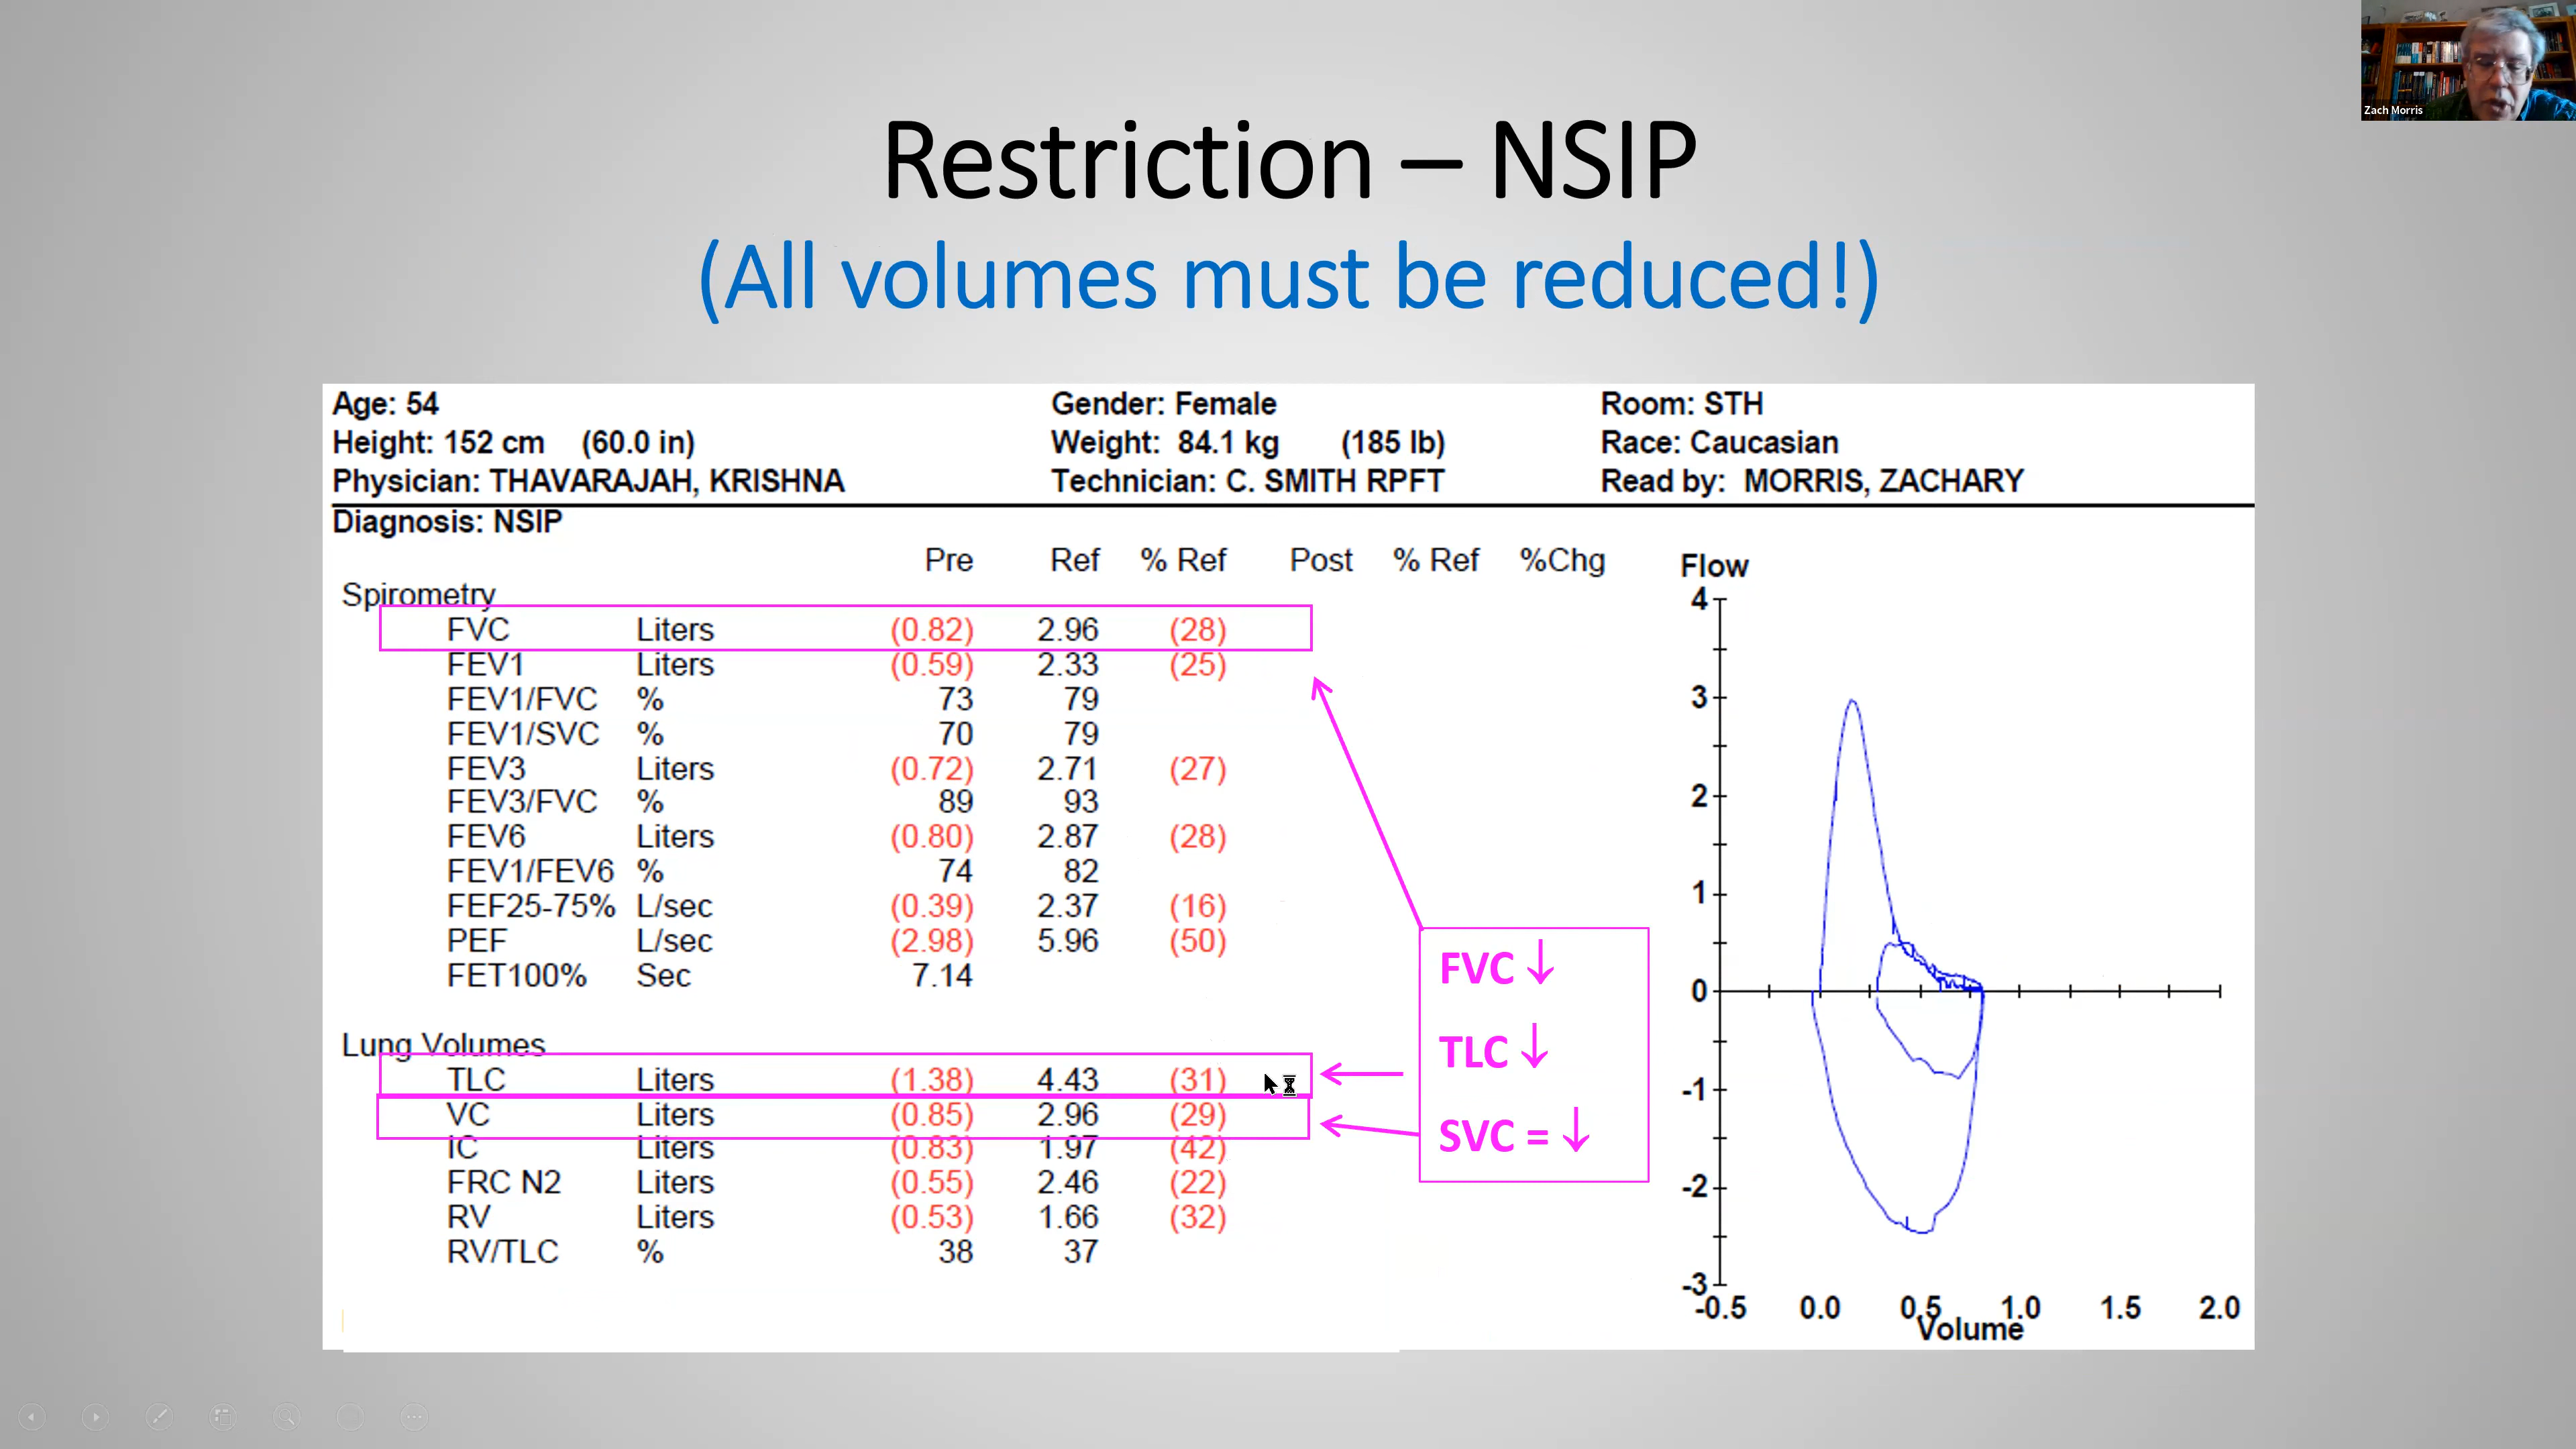 Zach Morris
Restriction – NSIP
(All volumes must be reduced!)
Age: 54 Gender: Female Room: STH
Height: 152 cm (60.0 in) Weight: 84.1 kg (185 lb) Race: Caucasian
Physician: THAVARAJAH, KRISHNA Technician: C. SMITH RPFT Read by: MORRIS, ZACHARY
Diagnosis: NSIP
Pre Ref % Ref Post % Ref %Chg
Spirometry
FVC Liters (0.82) 2.96 (28)
FEV1 Liters (0.59) 2.33 (25)
FEV1/FVC % 73 79
FEV1/SVC % 70 79
FEV3 Liters (0.72) 2.71 (27)
FEV3/FVC % 89 93
FEV6 Liters (0.80) 2.87 (28)
FEV1/FEV6 % 74 82
FEF25-75% L/sec (0.39) 2.37 (16)
PEF L/sec (2.98) 5.96 (50)
FET100% Sec 7.14
Lung Volumes
TLC Liters (1.38) 4.43 (31)
VC Liters (0.85) 2.96 (29)
IC Liters (0.83) 1.97 (42)
FRC N2 Liters (0.55) 2.46 (22)
RV Liters (0.53) 1.66 (32)
RV/TLC % 38 37
FVC ↓
TLC ↓
SVC = ↓
Flow
4
3
2
1
0
-1
-2
-3
-0.5 0.0 0.5 1.0 1.5 2.0
Volume